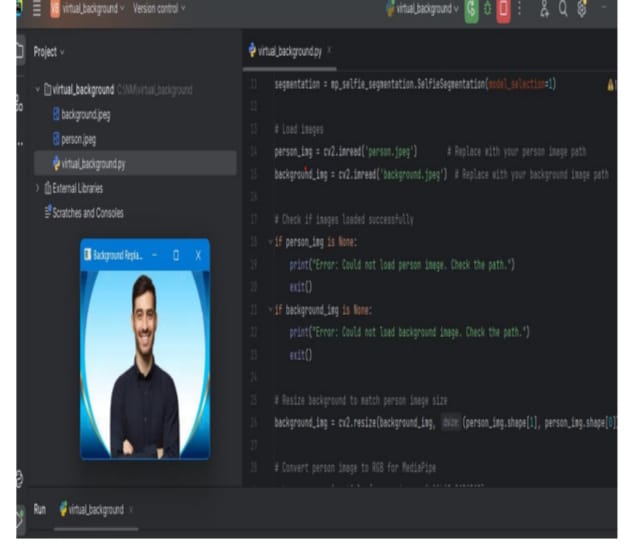 VB virtual_background Version control
virtual_background
Project
virtual_background C:\NM\virtual_background
background.jpeg
person.jpeg
virtual_background.py
External Libraries
Scratches and Consoles
Background Repla...
virtual_background.py
11 segmentation = mp_selfie_segmentation.SelfieSegmentation(model_selection=1)
12
13 # Load images
14 person_img = cv2.imread('person.jpeg') # Replace with your person image path
15 background_img = cv2.imread('background.jpeg') # Replace with your background image path
16
17 # Check if images loaded successfully
18 if person_img is None:
19 print("Error: Could not load person image. Check the path.")
20 exit()
21 if background_img is None:
22 print("Error: Could not load background image. Check the path.")
23 exit()
24
25 # Resize background to match person image size
26 background_img = cv2.resize(background_img, dsize: (person_img.shape[1], person_img.shape[0])
27
28 # Convert person image to RGB for MediaPipe
Run virtual_background